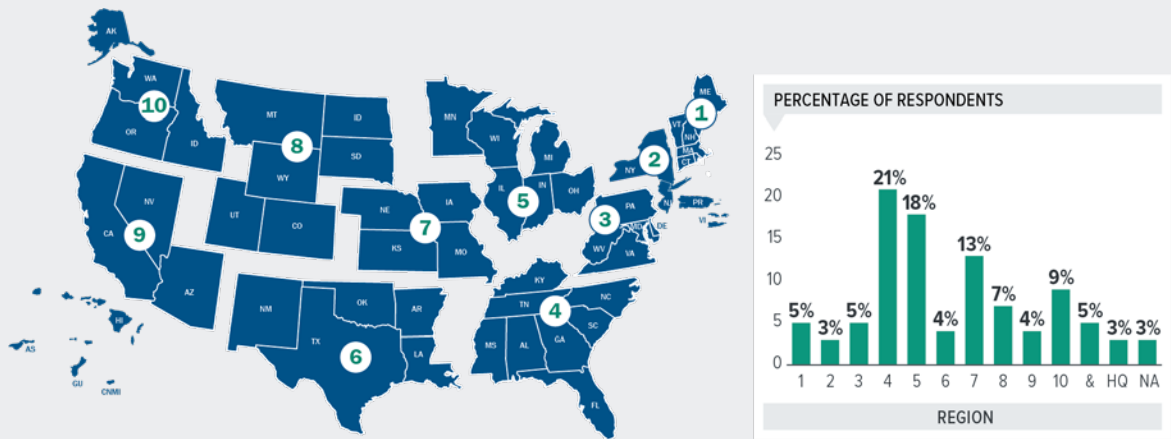 AK
WA
10
OR
ID
MT
ID
8
SD
WY
MN
WI
MI
5
IL
IN
OH
ME
1
VT
NH
MA
CT
2
NY
3
PA
NJ
PR
VI
MD
DE
WV
VA
NV
CA
9
UT
CO
AZ
NE
IA
7
KS
MO
KY
TN
NC
4
SC
MS
AL
GA
FL
NM
OK
AR
TX
6
LA
HI
AS
GU
CNMI
PERCENTAGE OF RESPONDENTS
25
20
15
10
5
0
5%
3%
5%
21%
18%
4%
13%
7%
4%
9%
5%
3%
3%
1 2 3 4 5 6 7 8 9 10 & HQ NA
REGION